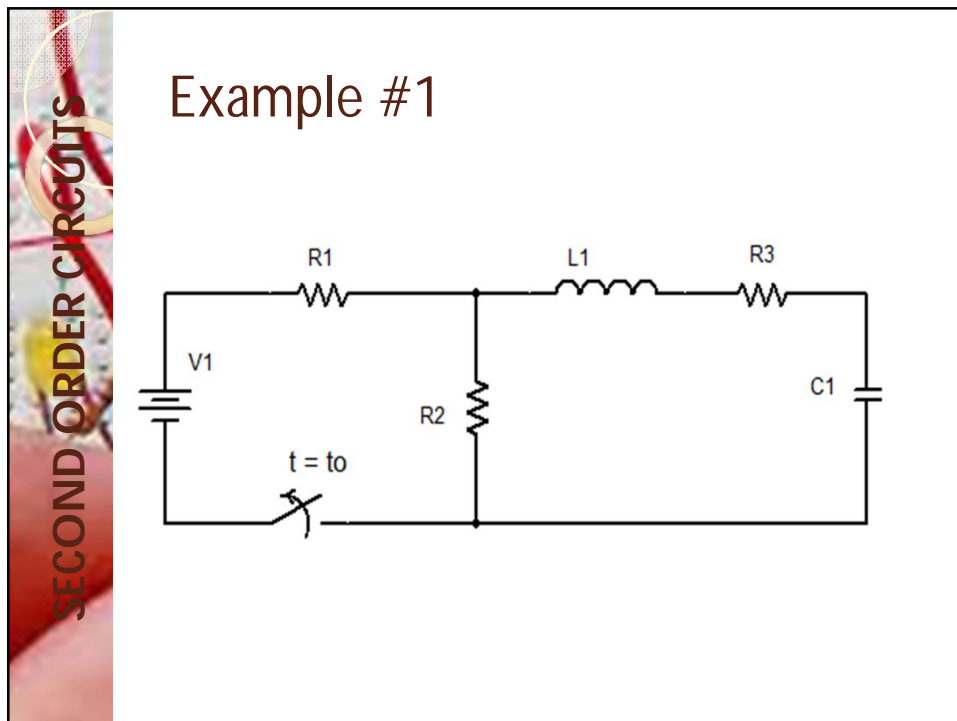 SECOND ORDER CIRCUITS
Example #1
R1
L1
R3
V1
R2
C1
t = to